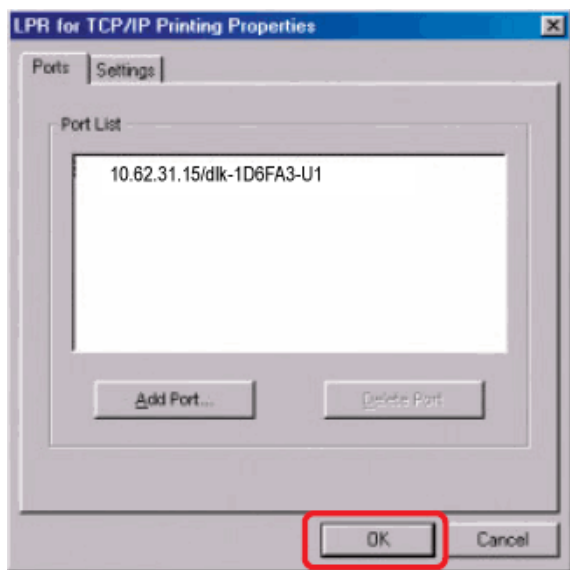 LPR for TCP/IP Printing Properties
Ports
Settings
Port List
10.62.31.15/dlk-1D6FA3-U1
Add Port...
Delete Port
OK
Cancel